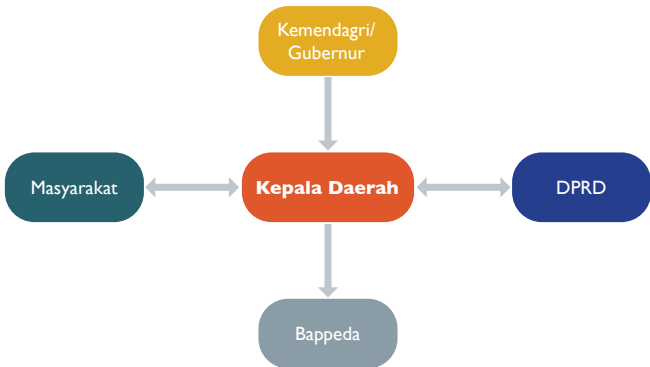 Kemendagri/
Gubernur
Masyarakat
Kepala Daerah
DPRD
Bappeda